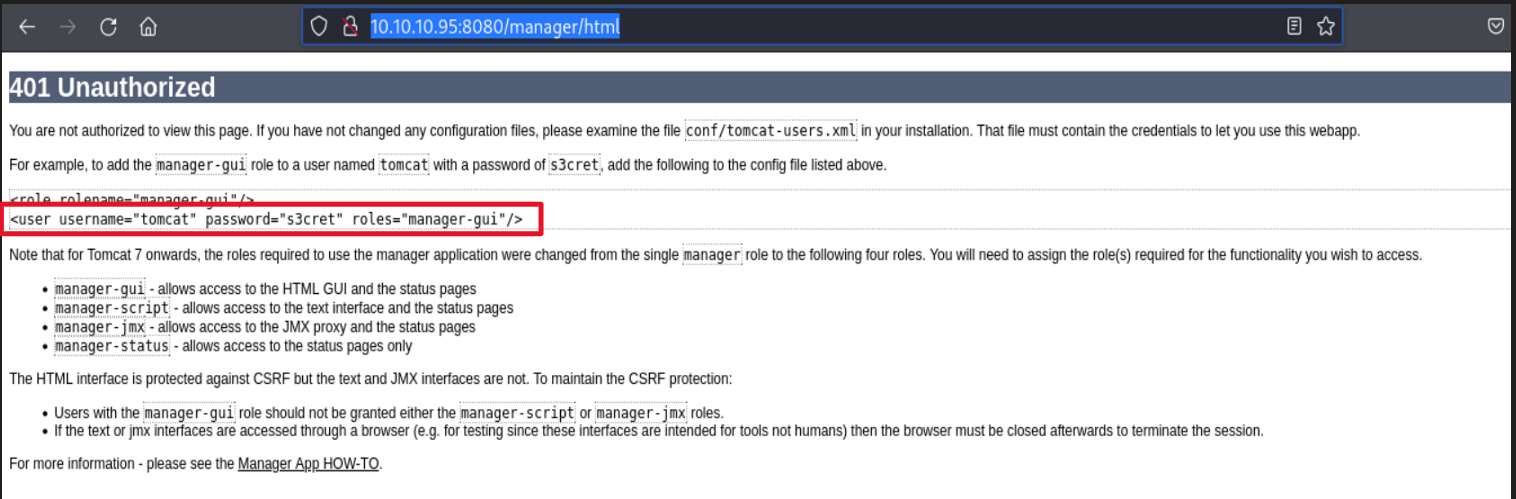 10.10.10.95:8080/manager/html
401 Unauthorized
You are not authorized to view this page. If you have not changed any configuration files, please examine the file conf/tomcat-users.xml in your installation. That file must contain the credentials to let you use this webapp.
For example, to add the manager-gui role to a user named tomcat with a password of s3cret, add the following to the config file listed above.
<role rolename="manager-gui"/>
<user username="tomcat" password="s3cret" roles="manager-gui"/>
Note that for Tomcat 7 onwards, the roles required to use the manager application were changed from the single manager role to the following four roles. You will need to assign the role(s) required for the functionality you wish to access.
• manager-gui - allows access to the HTML GUI and the status pages
• manager-script - allows access to the text interface and the status pages
• manager-jmx - allows access to the JMX proxy and the status pages
• manager-status - allows access to the status pages only
The HTML interface is protected against CSRF but the text and JMX interfaces are not. To maintain the CSRF protection:
• Users with the manager-gui role should not be granted either the manager-script or manager-jmx roles.
• If the text or jmx interfaces are accessed through a browser (e.g. for testing since these interfaces are intended for tools not humans) then the browser must be closed afterwards to terminate the session.
For more information - please see the Manager App HOW-TO.